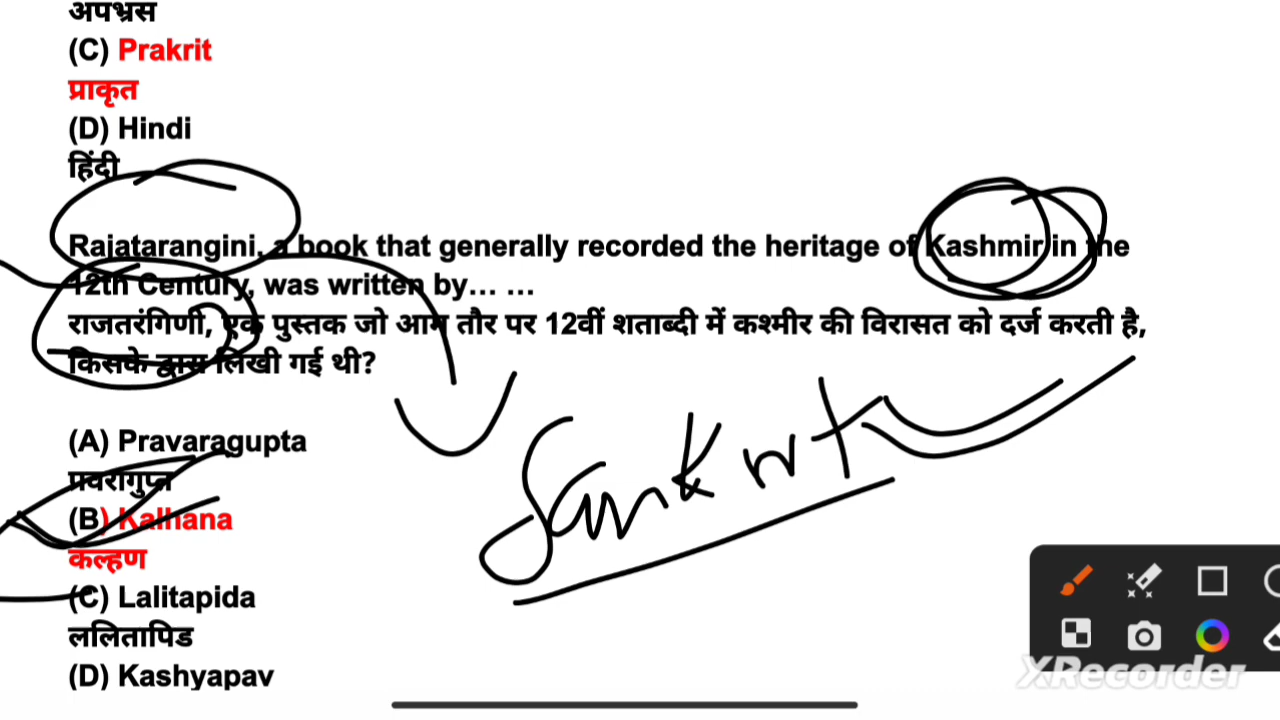 अपभ्रस
(C) Prakrit
प्राकृत
(D) Hindi
हिंदी
Rajatarangini, a book that generally recorded the heritage of Kashmir in the
12th Century, was written by... ...
राजतरंगिणी, एक पुस्तक जो आम तौर पर 12वीं शताब्दी में कश्मीर की विरासत को दर्ज करती है,
किसके द्वारा लिखी गई थी?
(A) Pravaragupta
प्रवरागुप्त
(B) Kalhana
कल्हण
(C) Lalitapida
ललितापिड
(D) Kashyapav
XRecorder